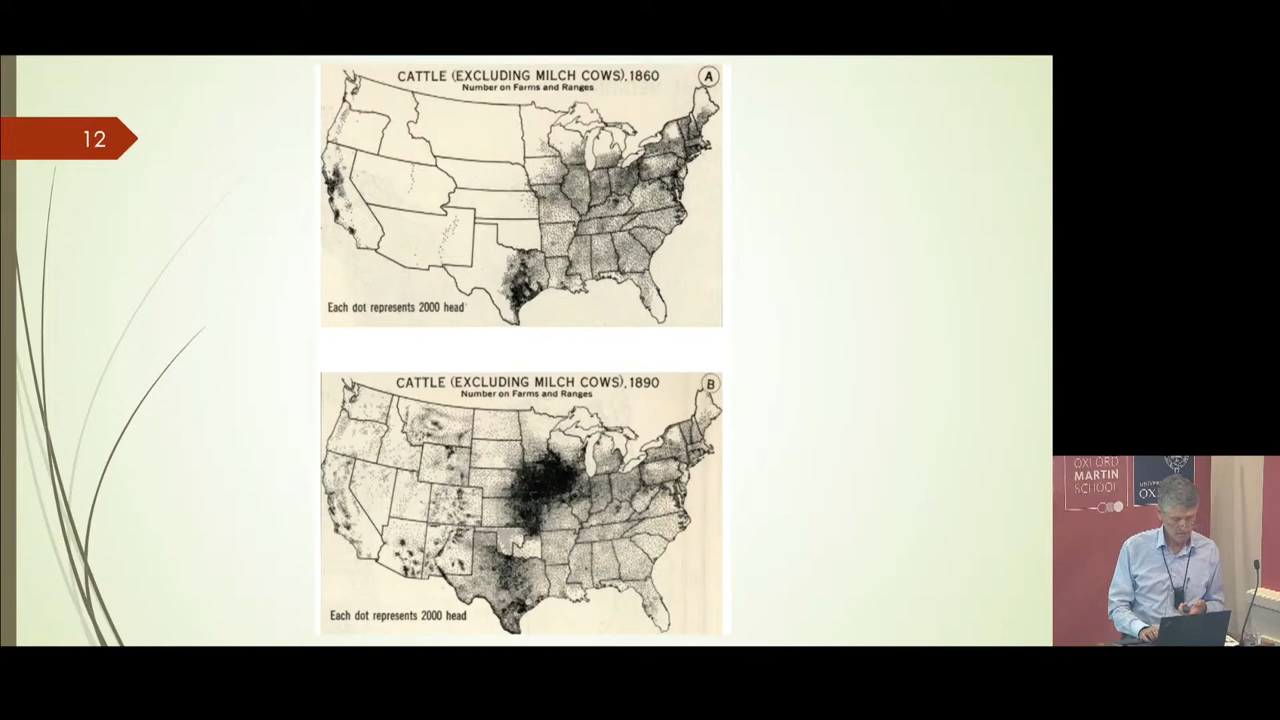 12
CATTLE (EXCLUDING MILCH COWS), 1860
Number on Farms and Ranges
A
Each dot represents 2000 head
CATTLE (EXCLUDING MILCH COWS), 1890
Number on Farms and Ranges
B
Each dot represents 2000 head
OXFORD
MARTIN
SCHOOL